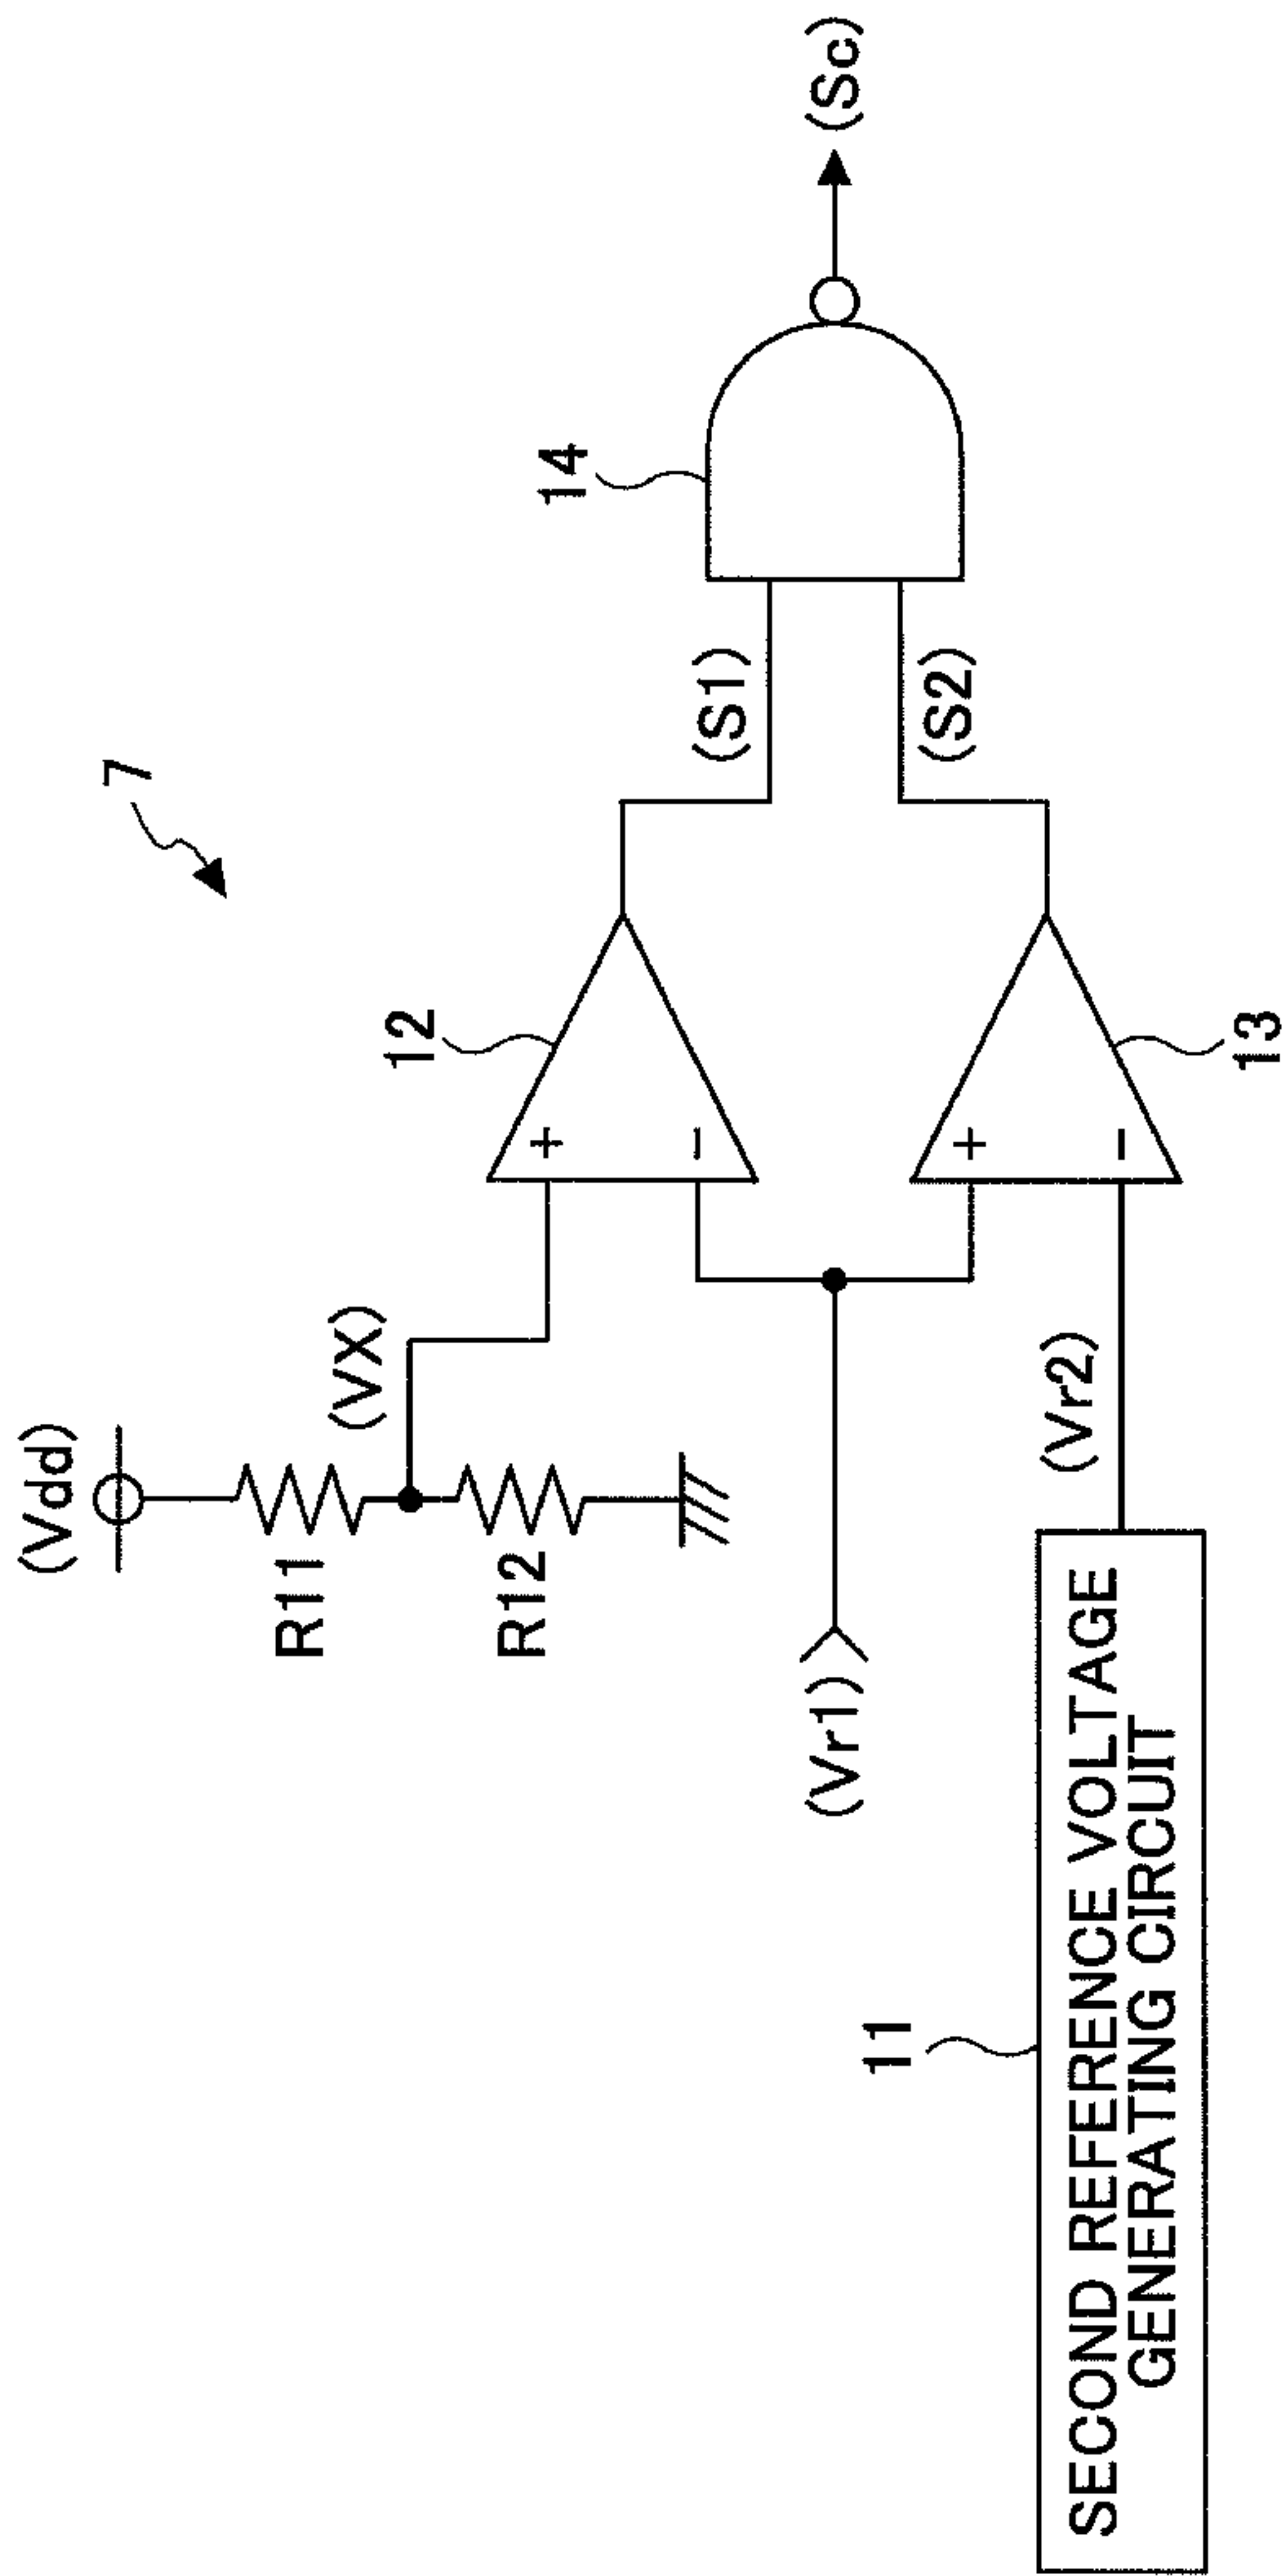 7
(Vdd)
R11
(VX)
R12
12
+
−
(S1)
14
(Sc)
(Vr1)
(S2)
+
−
13
(Vr2)
11
SECOND REFERENCE VOLTAGE
GENERATING CIRCUIT